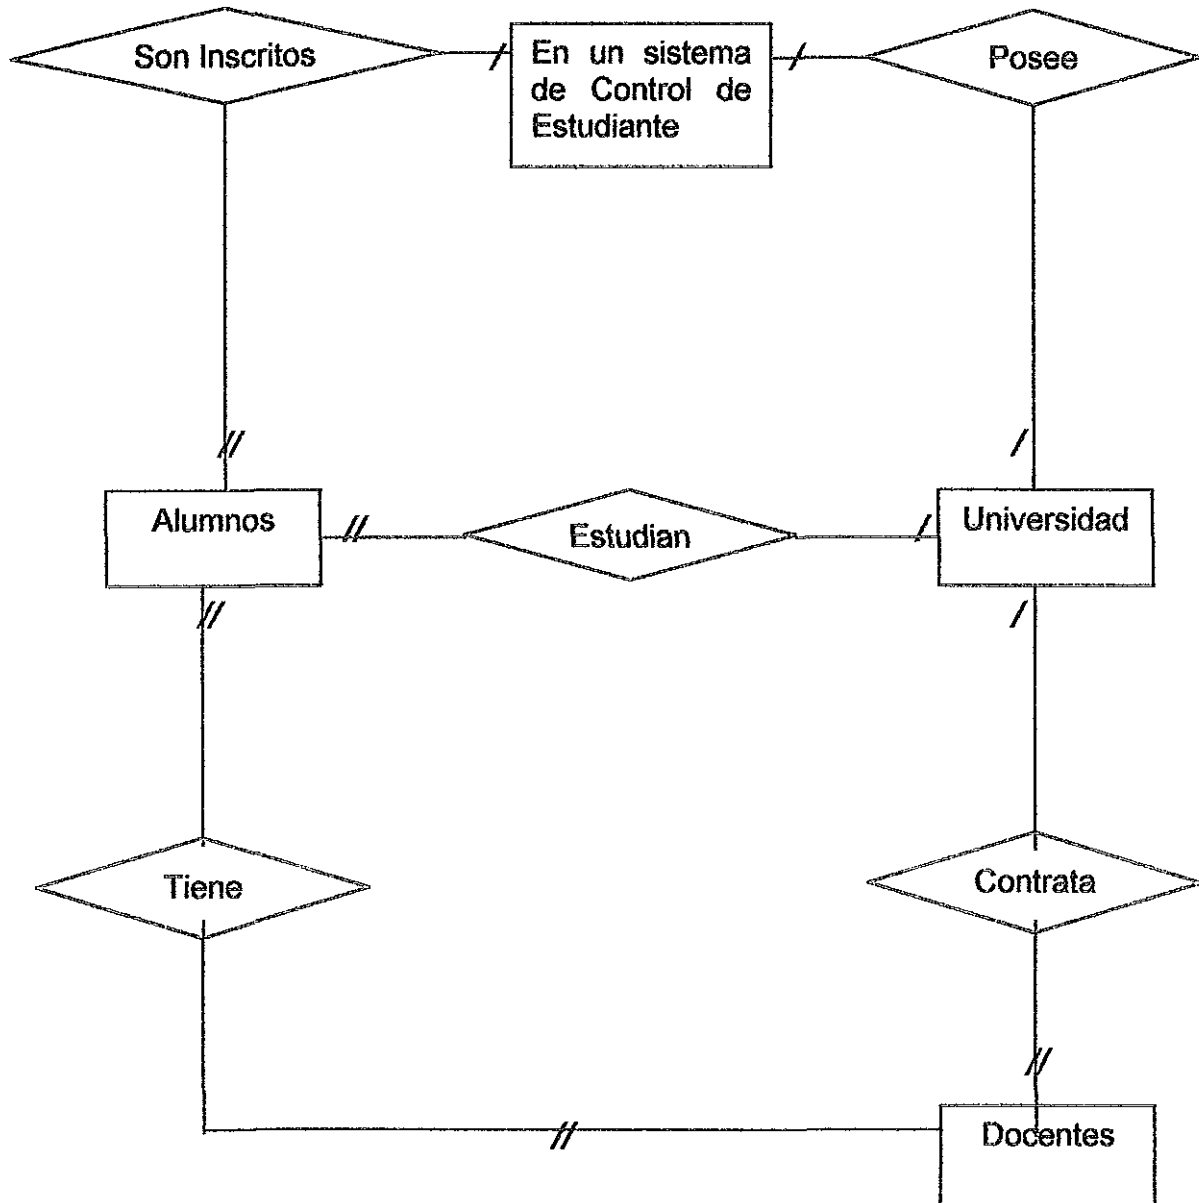 Son Inscritos
En un sistema
de Control de
Estudiante
Posee
Alumnos
Estudian
Universidad
Tiene
Contrata
Docentes